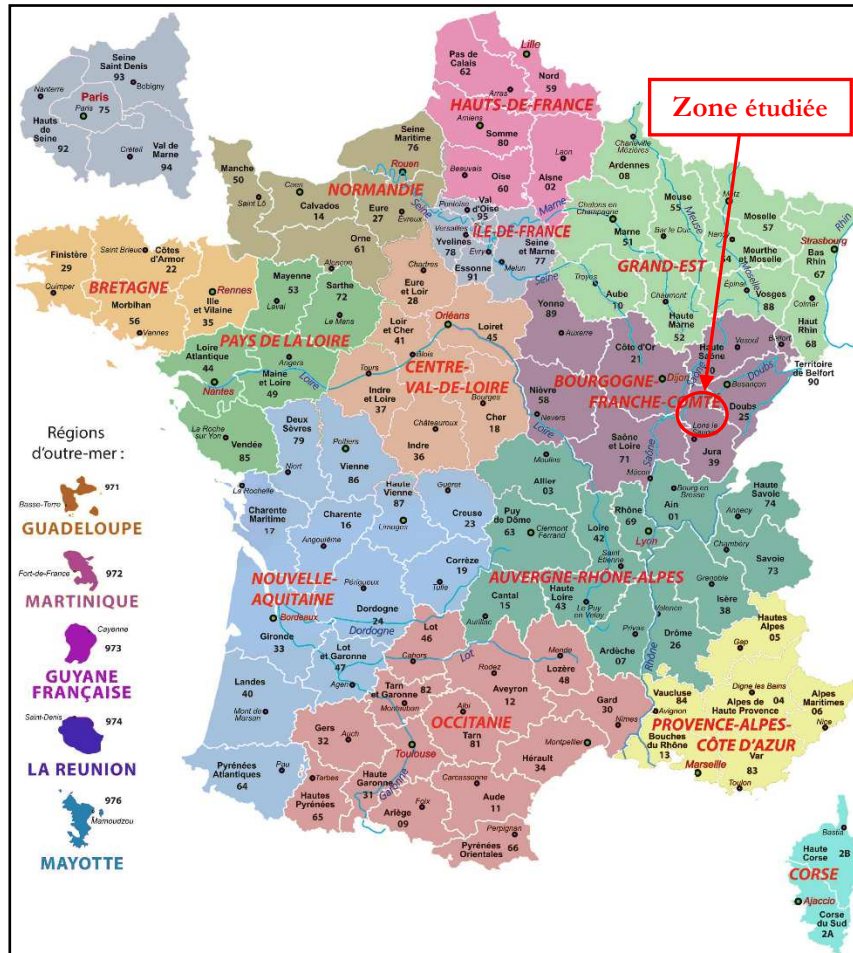 Seine
Saint Denis
93
Bobigny
Nanterre
Paris
Paris
75
Hauts
de
Seine
92
Créteil
Val de
Marne
94
Zone étudiée
Lille
Pas de
Calais
62
Nord
59
Arras
HAUTS-DE-FRANCE
Amiens
Somme
80
Laon
Beauvais
Oise
60
Aisne
02
Seine
Maritime
76
Rouen
Manche
50
Saint Lô
Caen
Calvados
14
NORMANDIE
Eure
27
Évreux
Seine
Orne
61
Alençon
Pontoise
Val
d'Oise
95
Versailles
Yvelines
78
ÎLE-DE-FRANCE
Evry
Essonne
91
Melun
Seine et
Marne
77
Marne
Seine
Charleville
Mézières
Ardennes
08
Chalons en
Champagne
Marne
51
Meuse
55
Bar le Duc
Meuse
Metz
Moselle
57
Meurthe
et Moselle
54
Moselle
Strasbourg
Rhin
Bas
Rhin
67
GRAND-EST
Troyes
Aube
10
Chaumont
Haute
Marne
52
Épinal
Vosges
88
Colmar
Haut
Rhin
68
Finistère
29
Quimper
Saint Brieuc
Côtes
d'Armor
22
BRETAGNE
Morbihan
56
Vannes
Rennes
Ille
et Vilaine
35
Mayenne
53
Laval
Sarthe
72
Le Mans
PAYS DE LA LOIRE
Loire
Atlantique
44
Nantes
Angers
Maine
et Loire
49
Loire
La Roche
sur Yon
Vendée
85
Chartres
Eure
et Loir
28
Orléans
Loiret
45
Loir
et Cher
41
Blois
Tours
CENTRE-
VAL-DE-LOIRE
Indre
et Loire
37
Bourges
Cher
18
Châteauroux
Indre
36
Yonne
89
Auxerre
Côte d'Or
21
Dijon
BOURGOGNE-
FRANCHE-COMTÉ
Nièvre
58
Nevers
Loire
Haute
Saône
Vesoul
Belfort
Territoire
de Belfort
90
Saône
Doubs
Besançon
Doubs
25
Lons le
Jura
39
Saône
et Loire
71
Saône
Mâcon
Régions
d'outre-mer :
971
Basse-Terre
GUADELOUPE
Fort-de-France
972
MARTINIQUE
Cayenne
973
GUYANE
FRANÇAISE
Saint-Denis
974
LA REUNION
976
Mamoudzou
MAYOTTE
Deux
Sèvres
79
Niort
Poitiers
Vienne
86
La Rochelle
Charente
Maritime
17
Charente
16
Angoulême
Haute
Vienne
87
Limoges
Guéret
Creuse
23
Corrèze
19
Tulle
NOUVELLE-
AQUITAINE
Périgueux
Dordogne
24
Bordeaux
Dordogne
Gironde
33
Lot
et Garonne
47
Agen
Landes
40
Mont de
Marsan
Pyrénées
Atlantiques
64
Pau
Moulins
Allier
03
Puy
de Dôme
63
Clermont
Ferrand
Loire
42
Rhône
69
Lyon
Bourg en
Bresse
Ain
01
Haute
Savoie
74
Annecy
Chambéry
Savoie
73
Saint
Etienne
AUVERGNE-RHÔNE-ALPES
Cantal
15
Aurillac
Haute
Loire
43
Le Puy
en Velay
Grenoble
Isère
38
Valence
Privas
Ardèche
07
Drôme
26
Rhône
Lot
46
Cahors
Lot
Tarn
et Garonne
82
Montauban
Rodez
Aveyron
12
Mende
Lozère
48
Albi
Tarn
81
OCCITANIE
Gers
32
Auch
Toulouse
Garonne
Haute
Garonne
31
Tarbes
Hautes
Pyrénées
65
Foix
Ariège
09
Carcassonne
Aude
11
Perpignan
Pyrénées
Orientales
66
Montpellier
Hérault
34
Gard
30
Nîmes
Hautes
Alpes
05
Gap
Vaucluse
84
Avignon
Digne les Bains
Alpes de
Haute Provence
04
Alpes
Maritimes
06
Nice
PROVENCE-ALPES-
CÔTE D'AZUR
Bouches
du Rhône
13
Marseille
Var
83
Toulon
Bastia
Haute
Corse
2B
CORSE
Ajaccio
Corse
du Sud
2A